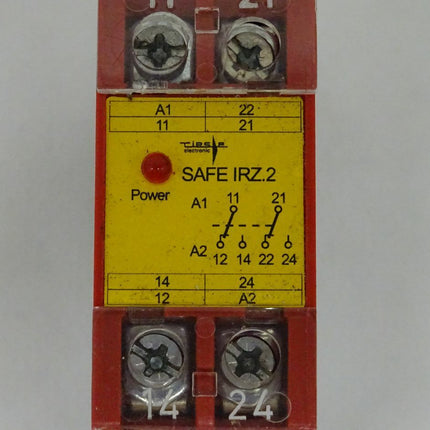 11 21
A1 22
11 21
electronic
SAFE IRZ.2
Power
A1 11 21
A2 12 14 22 24
14 24
12 A2
14 24